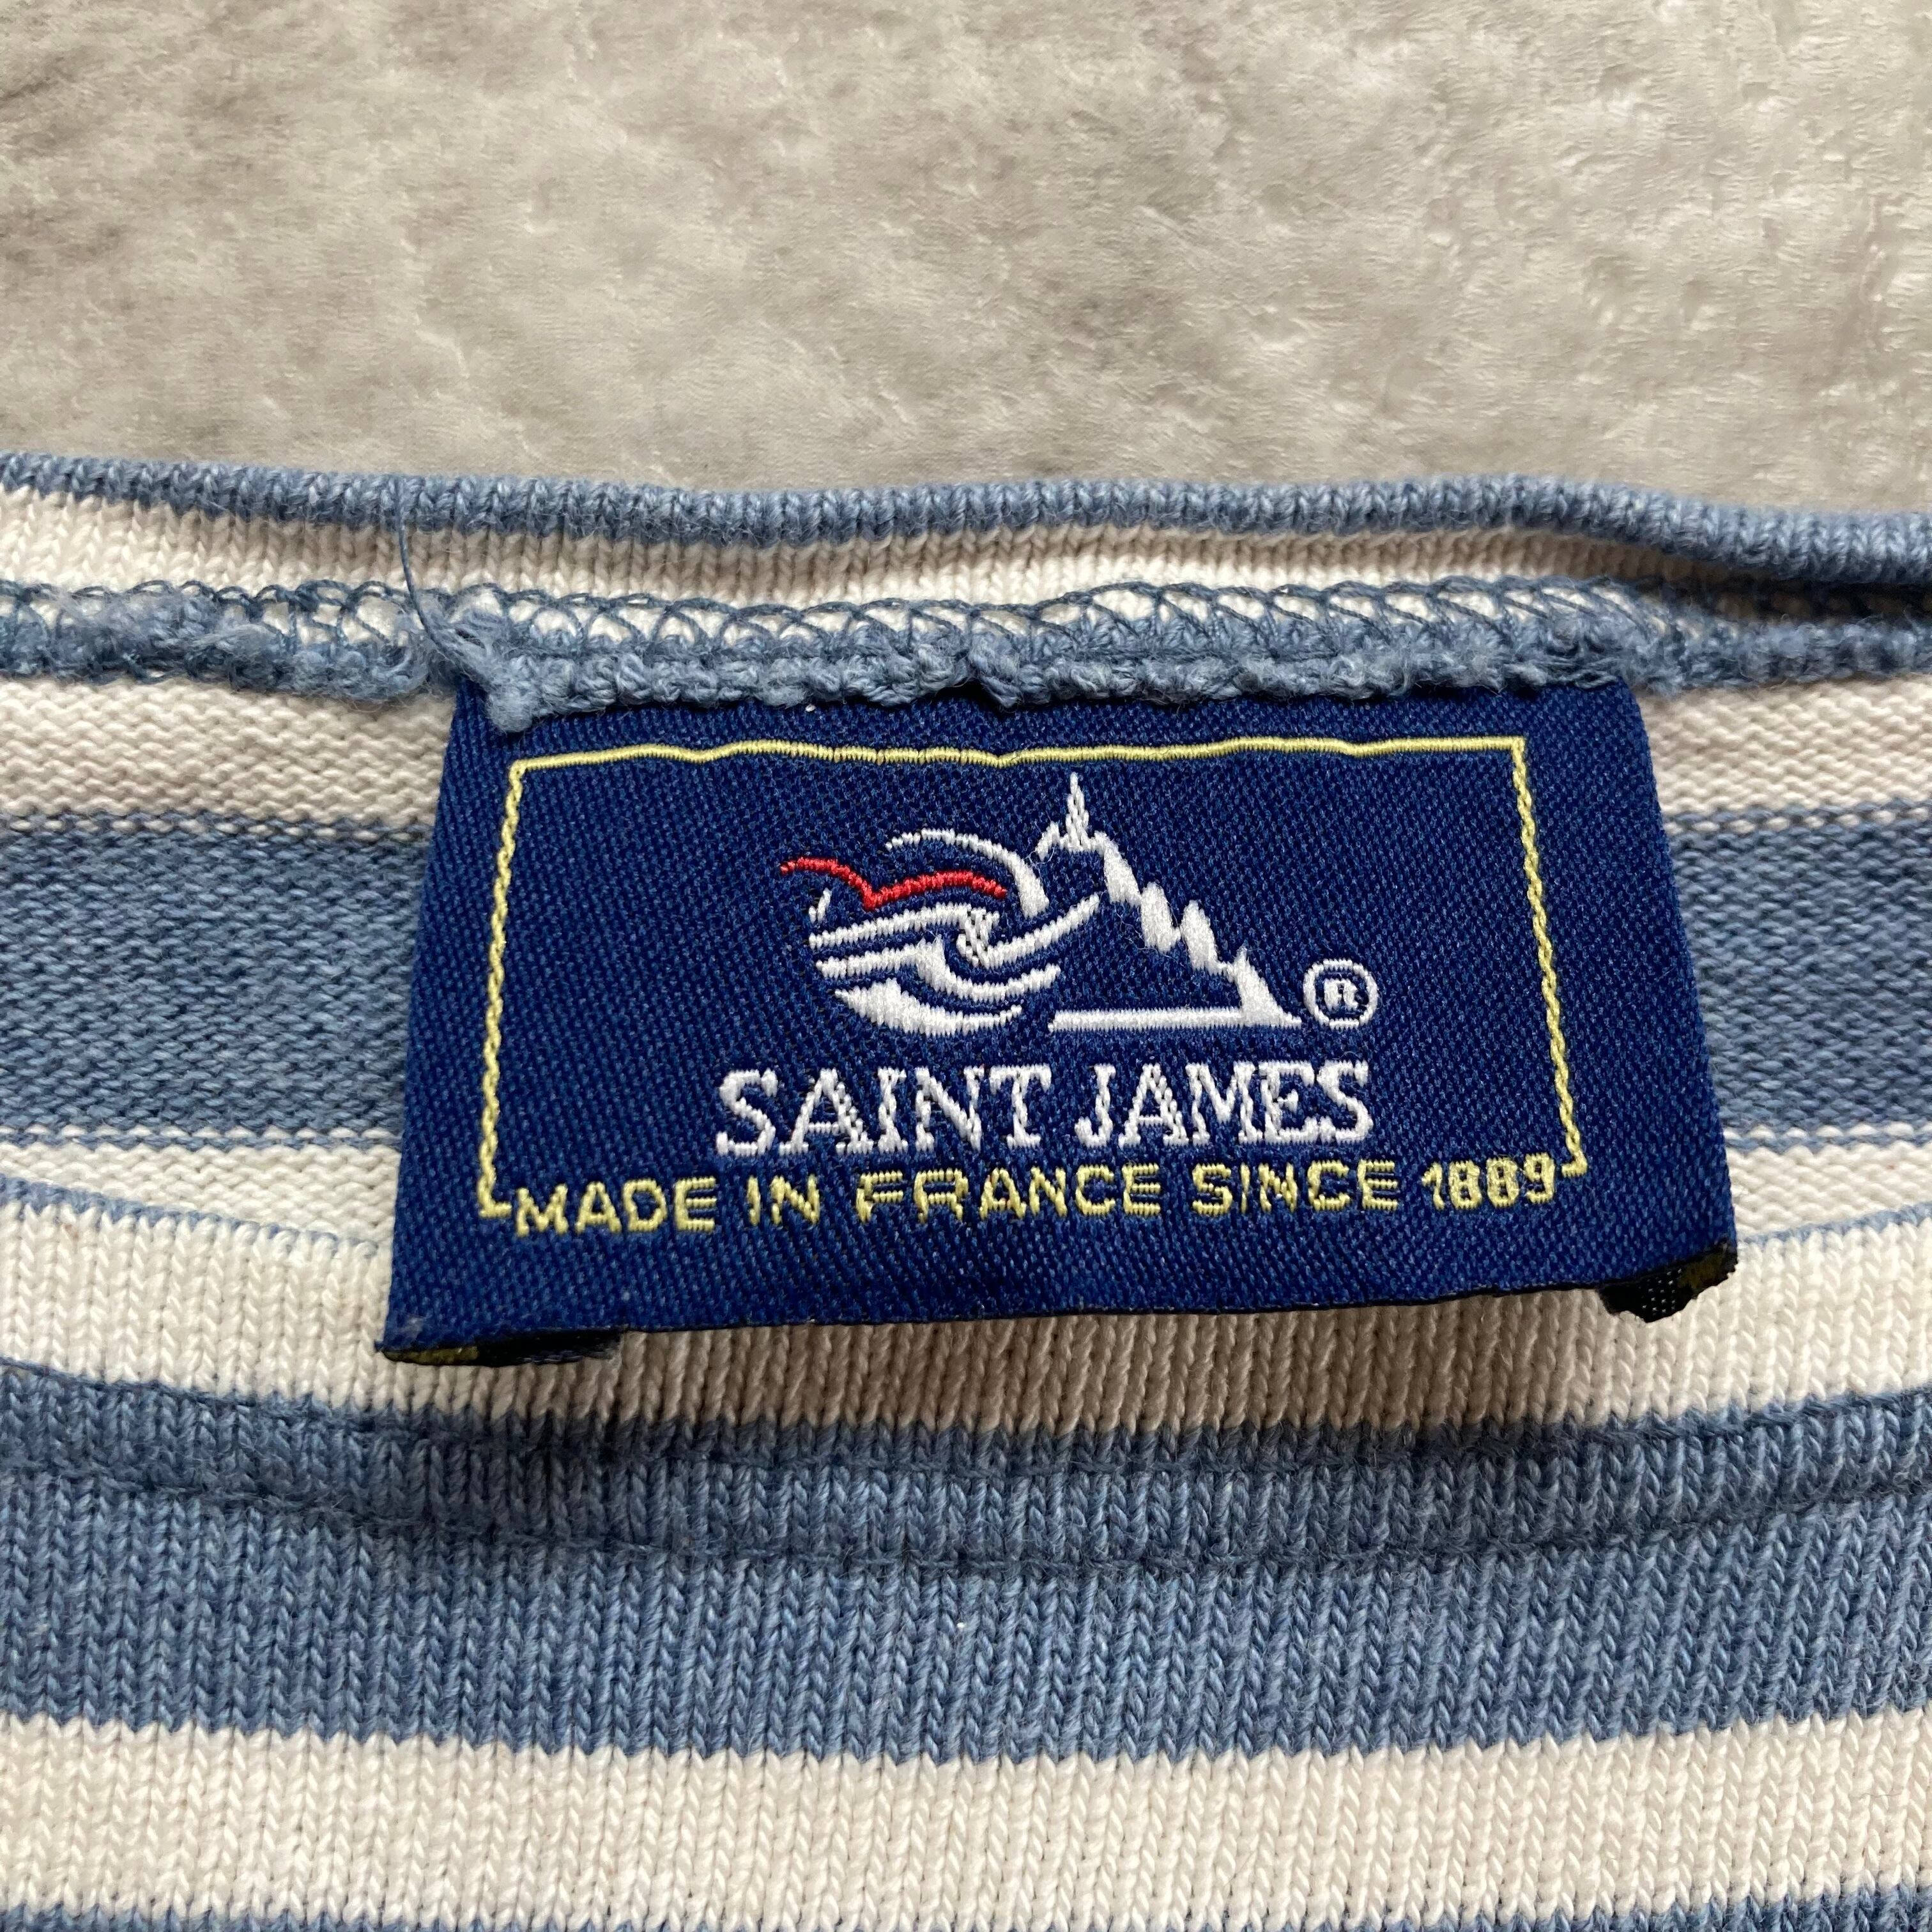 ®
SAINT JAMES
MADE IN FRANCE SINCE 1889